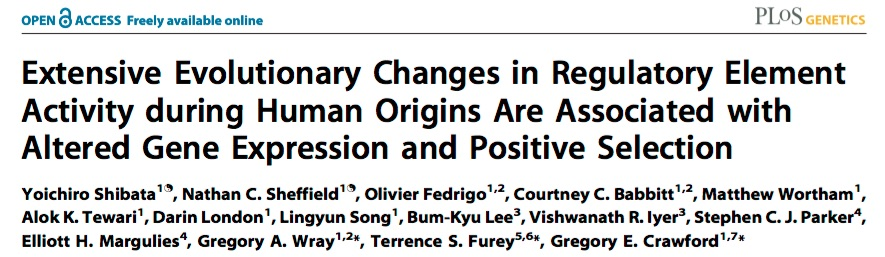 OPEN ACCESS Freely available online
PLoS GENETICS
Extensive Evolutionary Changes in Regulatory Element
Activity during Human Origins Are Associated with
Altered Gene Expression and Positive Selection
Yoichiro Shibata1☯, Nathan C. Sheffield1☯, Olivier Fedrigo1,2, Courtney C. Babbitt1,2, Matthew Wortham1,
Alok K. Tewari1, Darin London1, Lingyun Song1, Bum-Kyu Lee3, Vishwanath R. Iyer3, Stephen C. J. Parker4,
Elliott H. Margulies4, Gregory A. Wray1,2*, Terrence S. Furey5,6*, Gregory E. Crawford1,7*